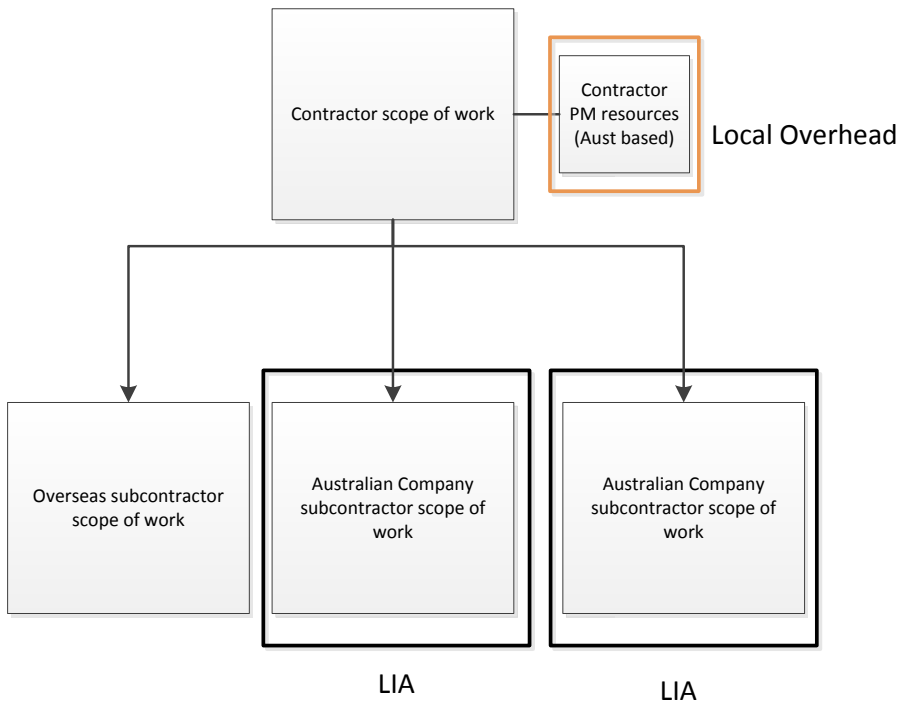 Contractor scope of work
Contractor
PM resources
(Aust based)
Local Overhead
Overseas subcontractor
scope of work
Australian Company
subcontractor scope of
work
Australian Company
subcontractor scope of
work
LIA
LIA